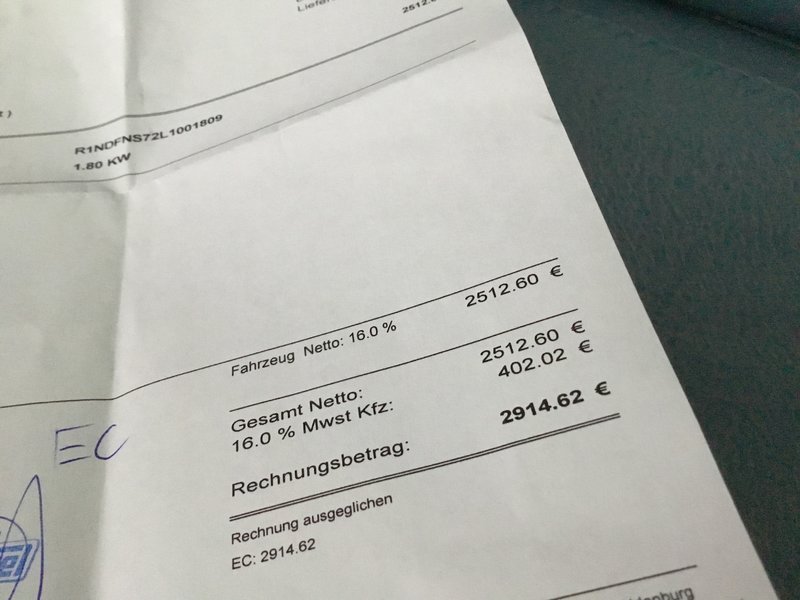 R1NDFNS72L1001809
1.80 KW
Fahrzeug Netto: 16.0 % 2512.60 €
Gesamt Netto: 2512.60 €
16.0 % Mwst Kfz: 402.02 €
Rechnungsbetrag: 2914.62 €
EC
Rechnung ausgeglichen
EC: 2914.62